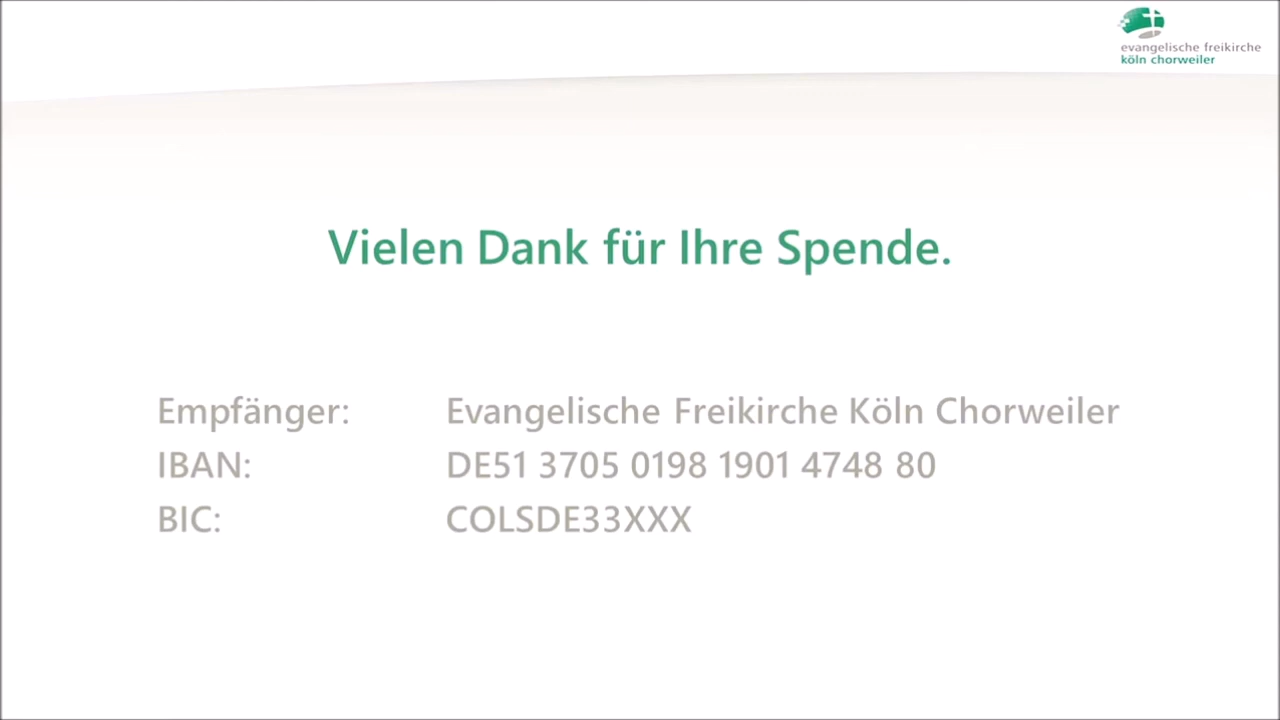 evangelische freikirche
köln chorweiler
Vielen Dank für Ihre Spende.
Empfänger: Evangelische Freikirche Köln Chorweiler
IBAN: DE51 3705 0198 1901 4748 80
BIC: COLSDE33XXX